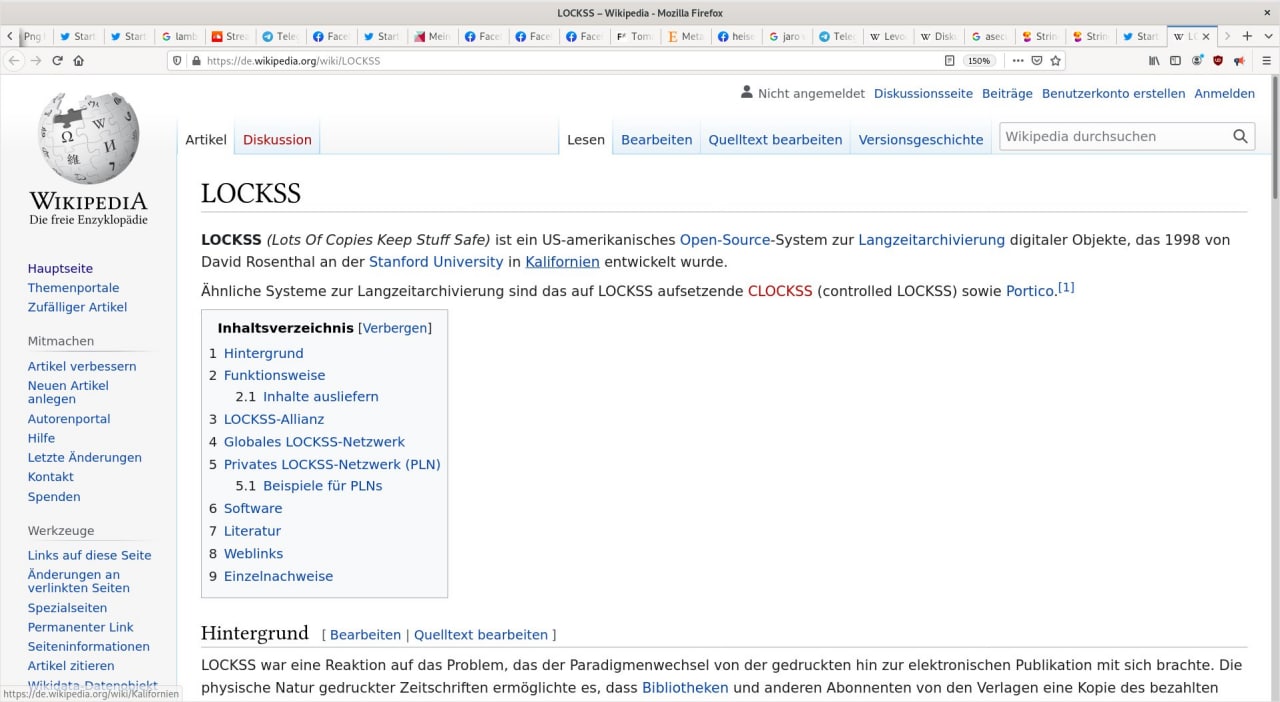 LOCKSS – Wikipedia - Mozilla Firefox
Png Start Start lamb Strea Teleg Face Start Mein Face Face Face Tom Meta heise jaro Teleg Levo Disk asec Strin Strin Start
https://de.wikipedia.org/wiki/LOCKSS 150%
Nicht angemeldet Diskussionsseite Beiträge Benutzerkonto erstellen Anmelden
Artikel Diskussion Lesen Bearbeiten Quelltext bearbeiten Versionsgeschichte Wikipedia durchsuchen
WIKIPEDIA
Die freie Enzyklopädie
Hauptseite
Themenportale
Zufälliger Artikel
Mitmachen
Artikel verbessern
Neuen Artikel
anlegen
Autorenportal
Hilfe
Letzte Änderungen
Kontakt
Spenden
Werkzeuge
Links auf diese Seite
Änderungen an
verlinkten Seiten
Spezialseiten
Permanenter Link
Seiteninformationen
Artikel zitieren
Wikidata-Datenobjekt
LOCKSS
LOCKSS (Lots Of Copies Keep Stuff Safe) ist ein US-amerikanisches Open-Source-System zur Langzeitarchivierung digitaler Objekte, das 1998 von
David Rosenthal an der Stanford University in Kalifornien entwickelt wurde.
Ähnliche Systeme zur Langzeitarchivierung sind das auf LOCKSS aufsetzende CLOCKSS (controlled LOCKSS) sowie Portico.[1]
Inhaltsverzeichnis [Verbergen]
1 Hintergrund
2 Funktionsweise
2.1 Inhalte ausliefern
3 LOCKSS-Allianz
4 Globales LOCKSS-Netzwerk
5 Privates LOCKSS-Netzwerk (PLN)
5.1 Beispiele für PLNs
6 Software
7 Literatur
8 Weblinks
9 Einzelnachweise
Hintergrund [ Bearbeiten | Quelltext bearbeiten ]
LOCKSS war eine Reaktion auf das Problem, das der Paradigmenwechsel von der gedruckten hin zur elektronischen Publikation mit sich brachte. Die
physische Natur gedruckter Zeitschriften ermöglichte es, dass Bibliotheken und anderen Abonnenten von den Verlagen eine Kopie des bezahlten
https://de.wikipedia.org/wiki/Kalifornien